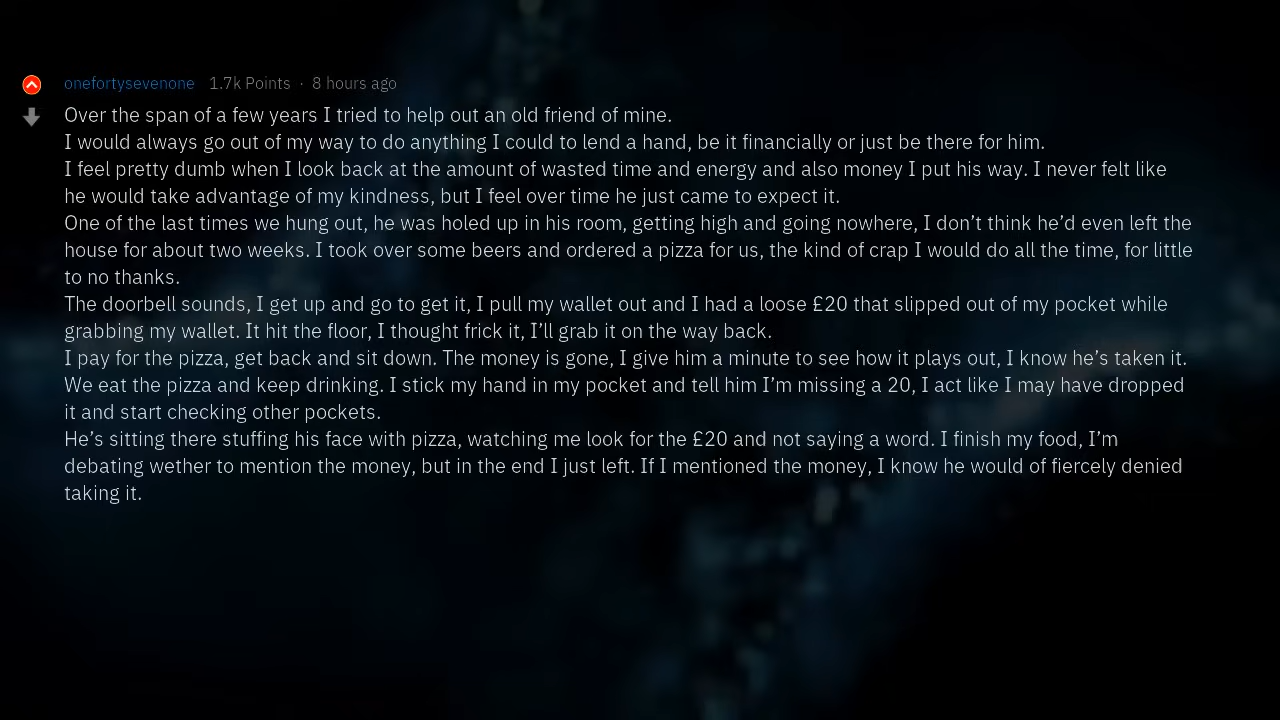 onefortysevenone 1.7k Points · 8 hours ago
Over the span of a few years I tried to help out an old friend of mine.
I would always go out of my way to do anything I could to lend a hand, be it financially or just be there for him.
I feel pretty dumb when I look back at the amount of wasted time and energy and also money I put his way. I never felt like
he would take advantage of my kindness, but I feel over time he just came to expect it.
One of the last times we hung out, he was holed up in his room, getting high and going nowhere, I don’t think he’d even left the
house for about two weeks. I took over some beers and ordered a pizza for us, the kind of crap I would do all the time, for little
to no thanks.
The doorbell sounds, I get up and go to get it, I pull my wallet out and I had a loose £20 that slipped out of my pocket while
grabbing my wallet. It hit the floor, I thought frick it, I’ll grab it on the way back.
I pay for the pizza, get back and sit down. The money is gone, I give him a minute to see how it plays out, I know he’s taken it.
We eat the pizza and keep drinking. I stick my hand in my pocket and tell him I’m missing a 20, I act like I may have dropped
it and start checking other pockets.
He’s sitting there stuffing his face with pizza, watching me look for the £20 and not saying a word. I finish my food, I’m
debating wether to mention the money, but in the end I just left. If I mentioned the money, I know he would of fiercely denied
taking it.